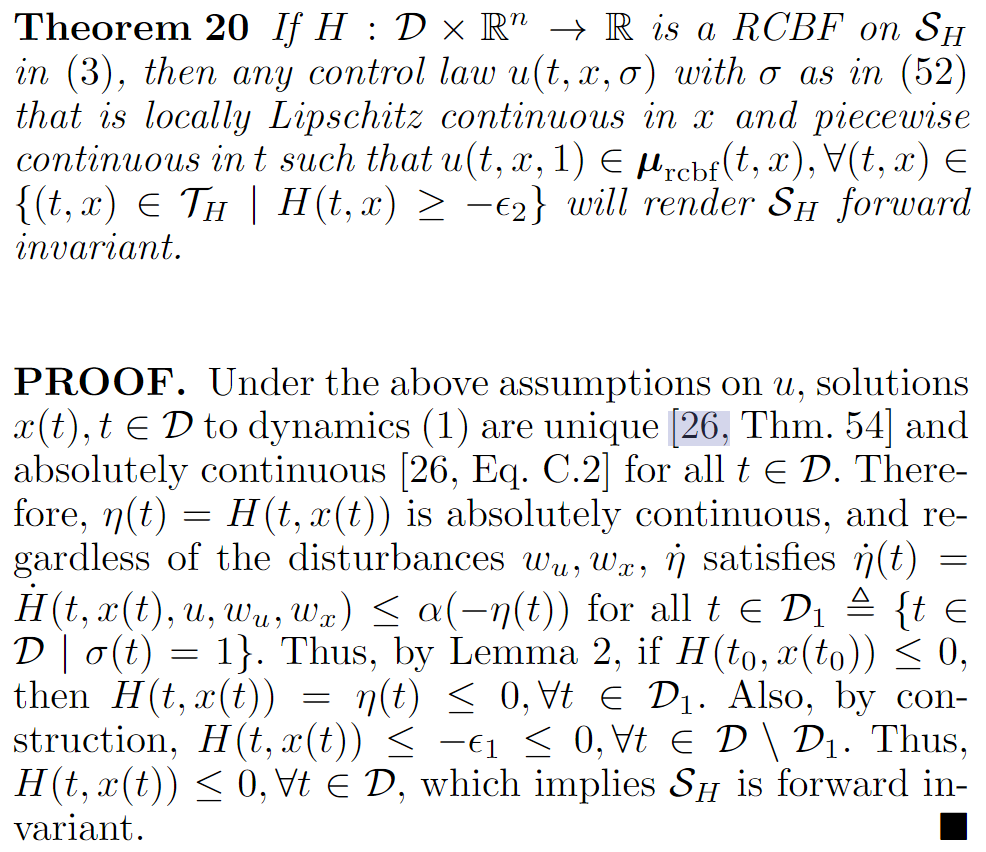 Theorem 20 If H : 𝒟 × ℝⁿ → ℝ is a RCBF on 𝒮_H
in (3), then any control law u(t, x, σ) with σ as in (52)
that is locally Lipschitz continuous in x and piecewise
continuous in t such that u(t, x, 1) ∈ 𝝁_rcbf(t, x), ∀(t, x) ∈
{(t, x) ∈ 𝒯_H | H(t, x) ≥ −ϵ₂} will render 𝒮_H forward
invariant.
PROOF. Under the above assumptions on u, solutions
x(t), t ∈ 𝒟 to dynamics (1) are unique [26, Thm. 54] and
absolutely continuous [26, Eq. C.2] for all t ∈ 𝒟. There-
fore, η(t) = H(t, x(t)) is absolutely continuous, and re-
gardless of the disturbances w_u, w_x, η̇ satisfies η̇(t) =
Ḣ(t, x(t), u, w_u, w_x) ≤ α(−η(t)) for all t ∈ 𝒟₁ ≜ {t ∈
𝒟 | σ(t) = 1}. Thus, by Lemma 2, if H(t₀, x(t₀)) ≤ 0,
then H(t, x(t)) = η(t) ≤ 0, ∀t ∈ 𝒟₁. Also, by con-
struction, H(t, x(t)) ≤ −ϵ₁ ≤ 0, ∀t ∈ 𝒟 \ 𝒟₁. Thus,
H(t, x(t)) ≤ 0, ∀t ∈ 𝒟, which implies 𝒮_H is forward in-
variant. ■